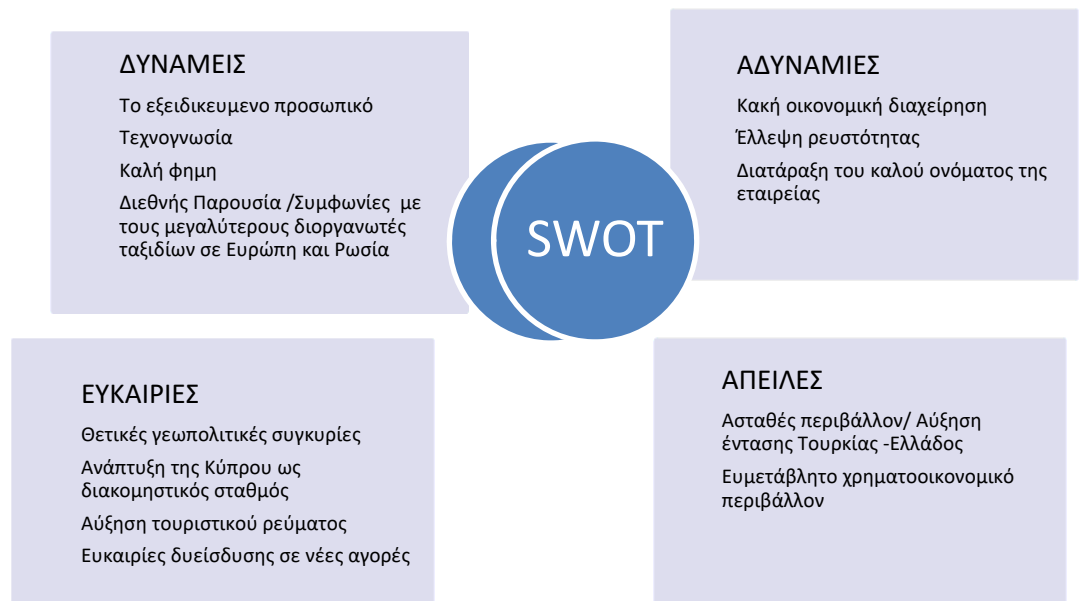 ΔΥΝΑΜΕΙΣ
Το εξειδικευμενο προσωπικό
Τεχνογνωσία
Καλή φημη
Διεθνής Παρουσία /Συμφωνίες με
τους μεγαλύτερους διοργανωτές
ταξιδίων σε Ευρώπη και Ρωσία
ΑΔΥΝΑΜΙΕΣ
Κακή οικονομική διαχείρηση
Έλλεψη ρευστότητας
Διατάραξη του καλού ονόματος της
εταιρείας
SWOT
ΕΥΚΑΙΡΙΕΣ
Θετικές γεωπολιτικές συγκυρίες
Ανάπτυξη της Κύπρου ως
διακομηστικός σταθμός
Αύξηση τουριστικού ρεύματος
Ευκαιρίες δυείσδυσης σε νέες αγορές
ΑΠΕΙΛΕΣ
Ασταθές περιβάλλον/ Αύξηση
έντασης Τουρκίας -Ελλάδος
Ευμετάβλητο χρηματοοικονομικό
περιβάλλον